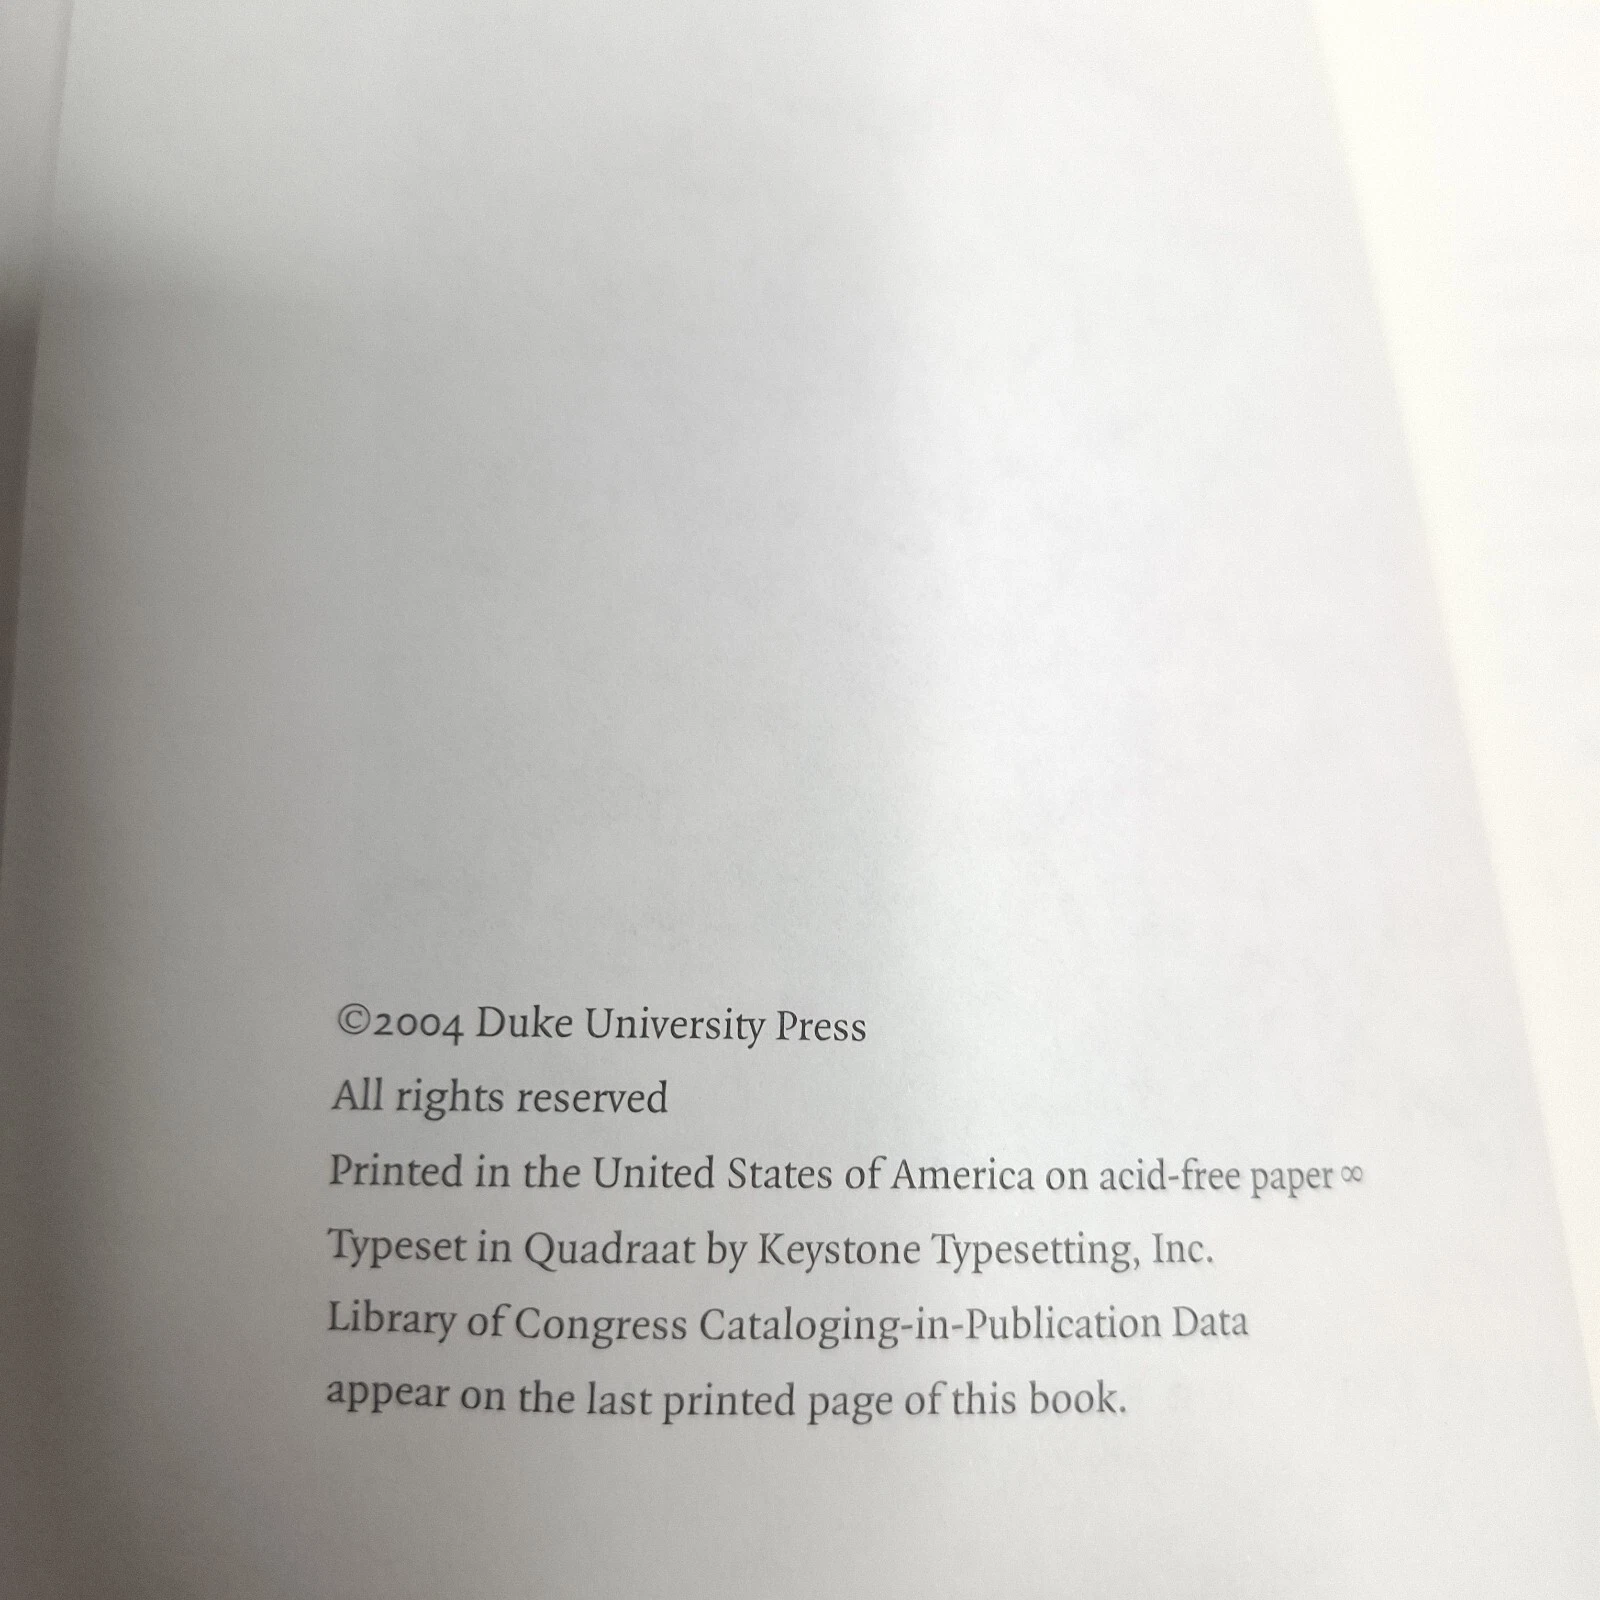 ©2004 Duke University Press
All rights reserved
Printed in the United States of America on acid-free paper ∞
Typeset in Quadraat by Keystone Typesetting, Inc.
Library of Congress Cataloging-in-Publication Data
appear on the last printed page of this book.